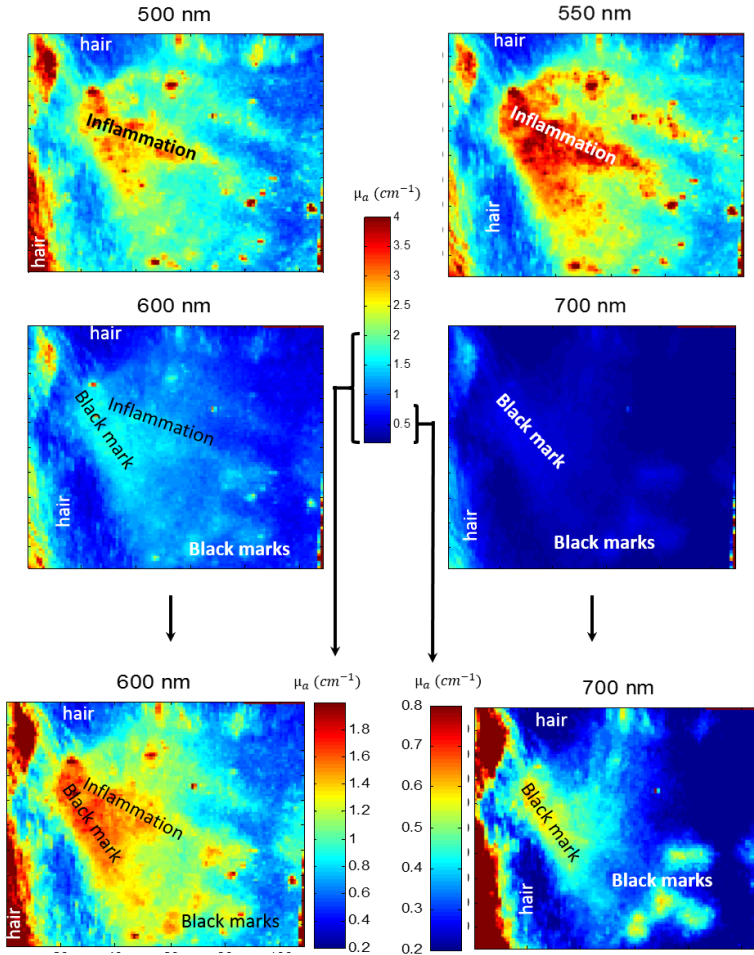 500 nm
550 nm
hair
Inflammation
hair
hair
Inflammation
hair
μa (cm⁻¹)
4
3.5
3
2.5
2
1.5
1
0.5
600 nm
700 nm
hair
Inflammation
Black mark
hair
Black marks
Black mark
hair
Black marks
600 nm
hair
Inflammation
Black mark
hair
Black marks
μa (cm⁻¹)
1.8
1.6
1.4
1.2
1
0.8
0.6
0.4
0.2
μa (cm⁻¹)
0.8
0.7
0.6
0.5
0.4
0.3
0.2
700 nm
hair
Black mark
hair
Black marks